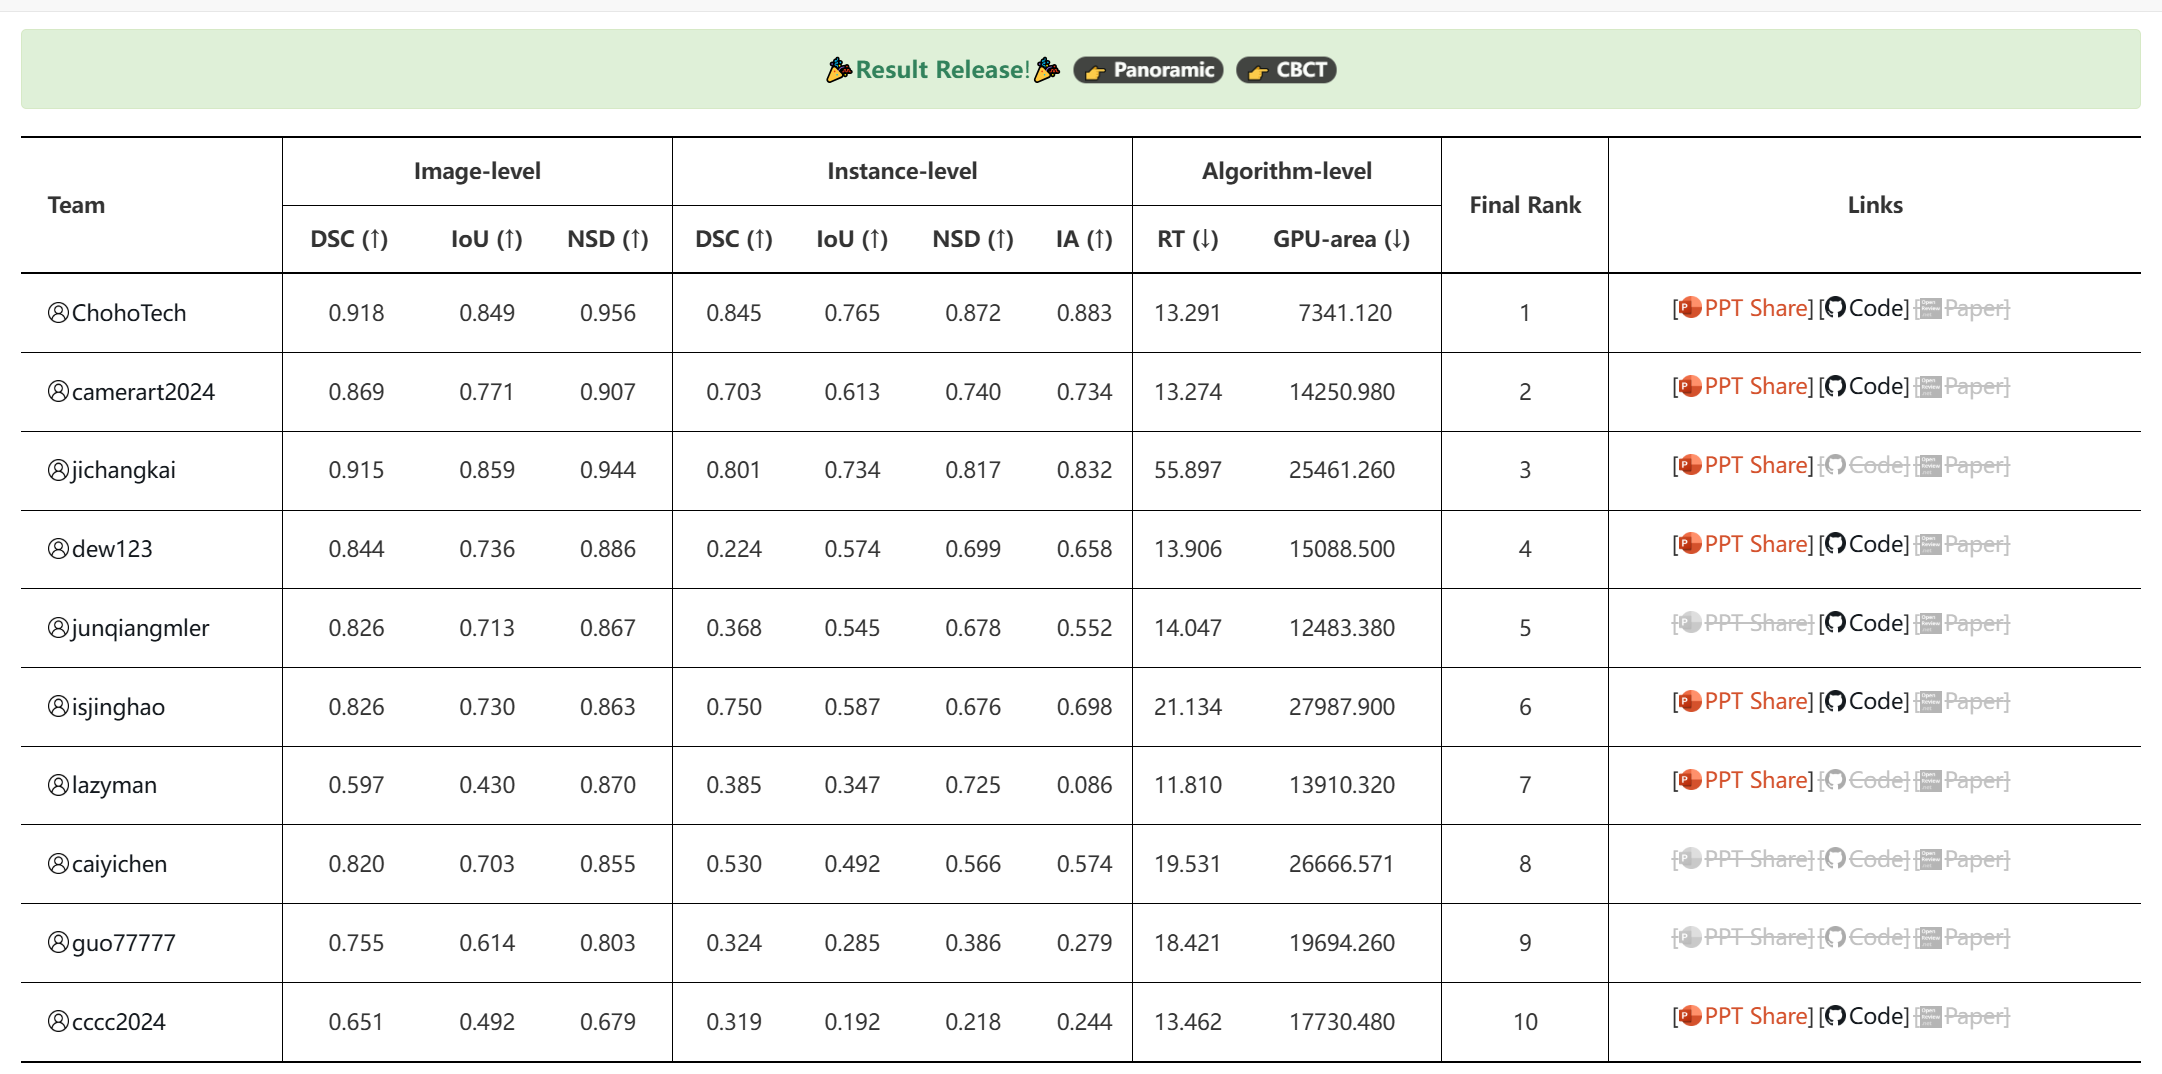 🎉Result Release!🎉 👉 Panoramic 👉 CBCT
Team Image-level Instance-level Algorithm-level Final Rank Links
DSC (↑) IoU (↑) NSD (↑) DSC (↑) IoU (↑) NSD (↑) IA (↑) RT (↓) GPU-area (↓)
ChohoTech 0.918 0.849 0.956 0.845 0.765 0.872 0.883 13.291 7341.120 1 [PPT Share] [Code] [Paper]
camerart2024 0.869 0.771 0.907 0.703 0.613 0.740 0.734 13.274 14250.980 2 [PPT Share] [Code] [Paper]
jichangkai 0.915 0.859 0.944 0.801 0.734 0.817 0.832 55.897 25461.260 3 [PPT Share] [Code] [Paper]
dew123 0.844 0.736 0.886 0.224 0.574 0.699 0.658 13.906 15088.500 4 [PPT Share] [Code] [Paper]
junqiangmler 0.826 0.713 0.867 0.368 0.545 0.678 0.552 14.047 12483.380 5 [PPT Share] [Code] [Paper]
isjinghao 0.826 0.730 0.863 0.750 0.587 0.676 0.698 21.134 27987.900 6 [PPT Share] [Code] [Paper]
lazyman 0.597 0.430 0.870 0.385 0.347 0.725 0.086 11.810 13910.320 7 [PPT Share] [Code] [Paper]
caiyichen 0.820 0.703 0.855 0.530 0.492 0.566 0.574 19.531 26666.571 8 [PPT Share] [Code] [Paper]
guo77777 0.755 0.614 0.803 0.324 0.285 0.386 0.279 18.421 19694.260 9 [PPT Share] [Code] [Paper]
cccc2024 0.651 0.492 0.679 0.319 0.192 0.218 0.244 13.462 17730.480 10 [PPT Share] [Code] [Paper]